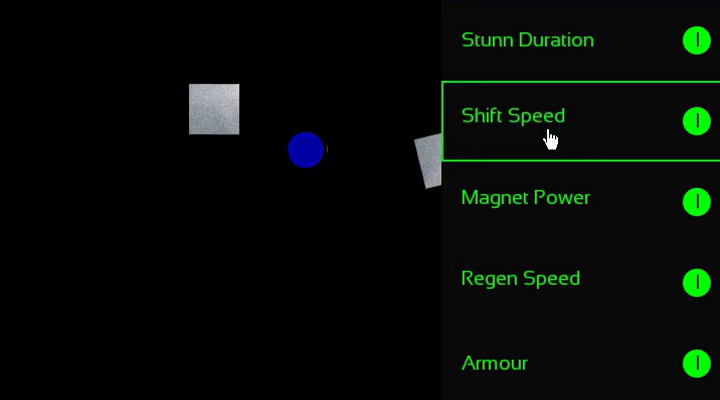 Stunn Duration
Shift Speed
Magnet Power
Regen Speed
Armour